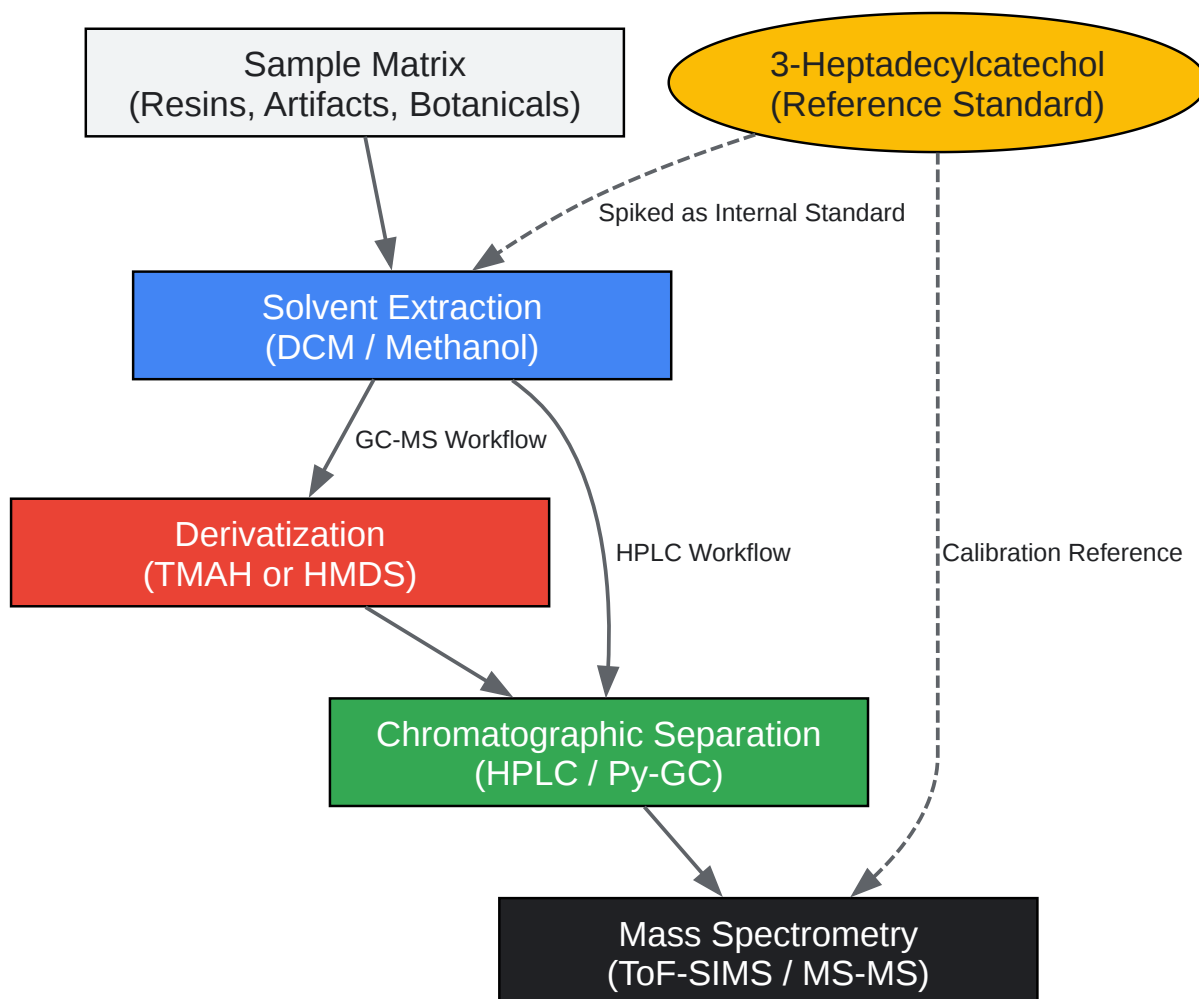 Sample Matrix
(Resins, Artifacts, Botanicals)
3-Heptadecylcatechol
(Reference Standard)
Spiked as Internal Standard
Solvent Extraction
(DCM / Methanol)
GC-MS Workflow
Derivatization
(TMAH or HMDS)
HPLC Workflow
Calibration Reference
Chromatographic Separation
(HPLC / Py-GC)
Mass Spectrometry
(ToF-SIMS / MS-MS)